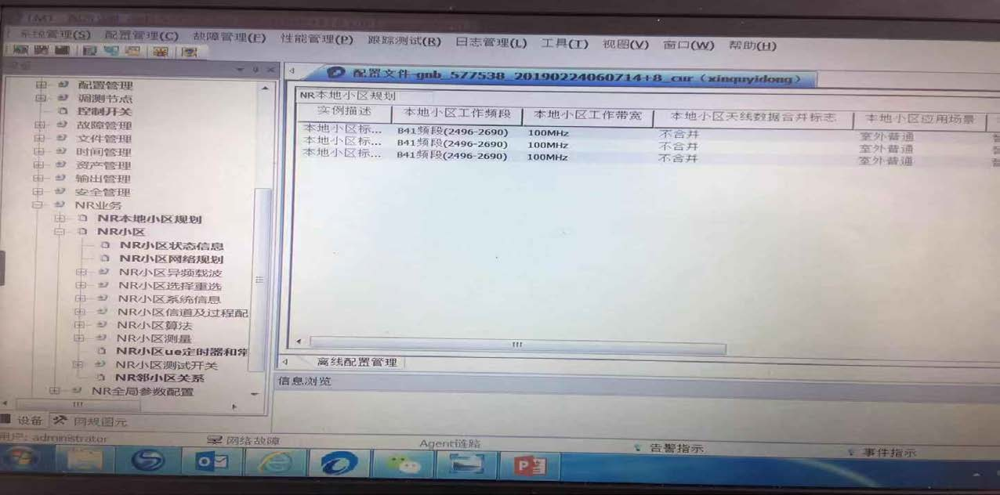 系统管理(S) 配置管理(C) 故障管理(F) 性能管理(P) 跟踪测试(R) 日志管理(L) 工具(T) 视图(V) 窗口(W) 帮助(H)
配置文件-gnb_577538_20190224060714+8_cur (xinquyidong)
配置管理
调测节点
控制开关
故障管理
文件管理
时间管理
资产管理
输出管理
安全管理
NR业务
NR本地小区规划
NR小区
NR小区状态信息
NR小区网络规划
NR小区异频载波
NR小区选择重选
NR小区系统信息
NR小区信道及过程配
NR小区算法
NR小区测量
NR小区ue定时器和常
NR小区测试开关
NR邻小区关系
NR全局参数配置
设备 网规图元
NR本地小区规划
实例描述 本地小区工作频段 本地小区工作带宽 本地小区天线数据合并标志 本地小区应用场景
本地小区标... B41频段(2496-2690) 100MHz 不合并 室外普通
本地小区标... B41频段(2496-2690) 100MHz 不合并 室外普通
本地小区标... B41频段(2496-2690) 100MHz 不合并 室外普通
离线配置管理
信息浏览
用户: administrator 网络故障 Agent链路 告警指示 事件指示